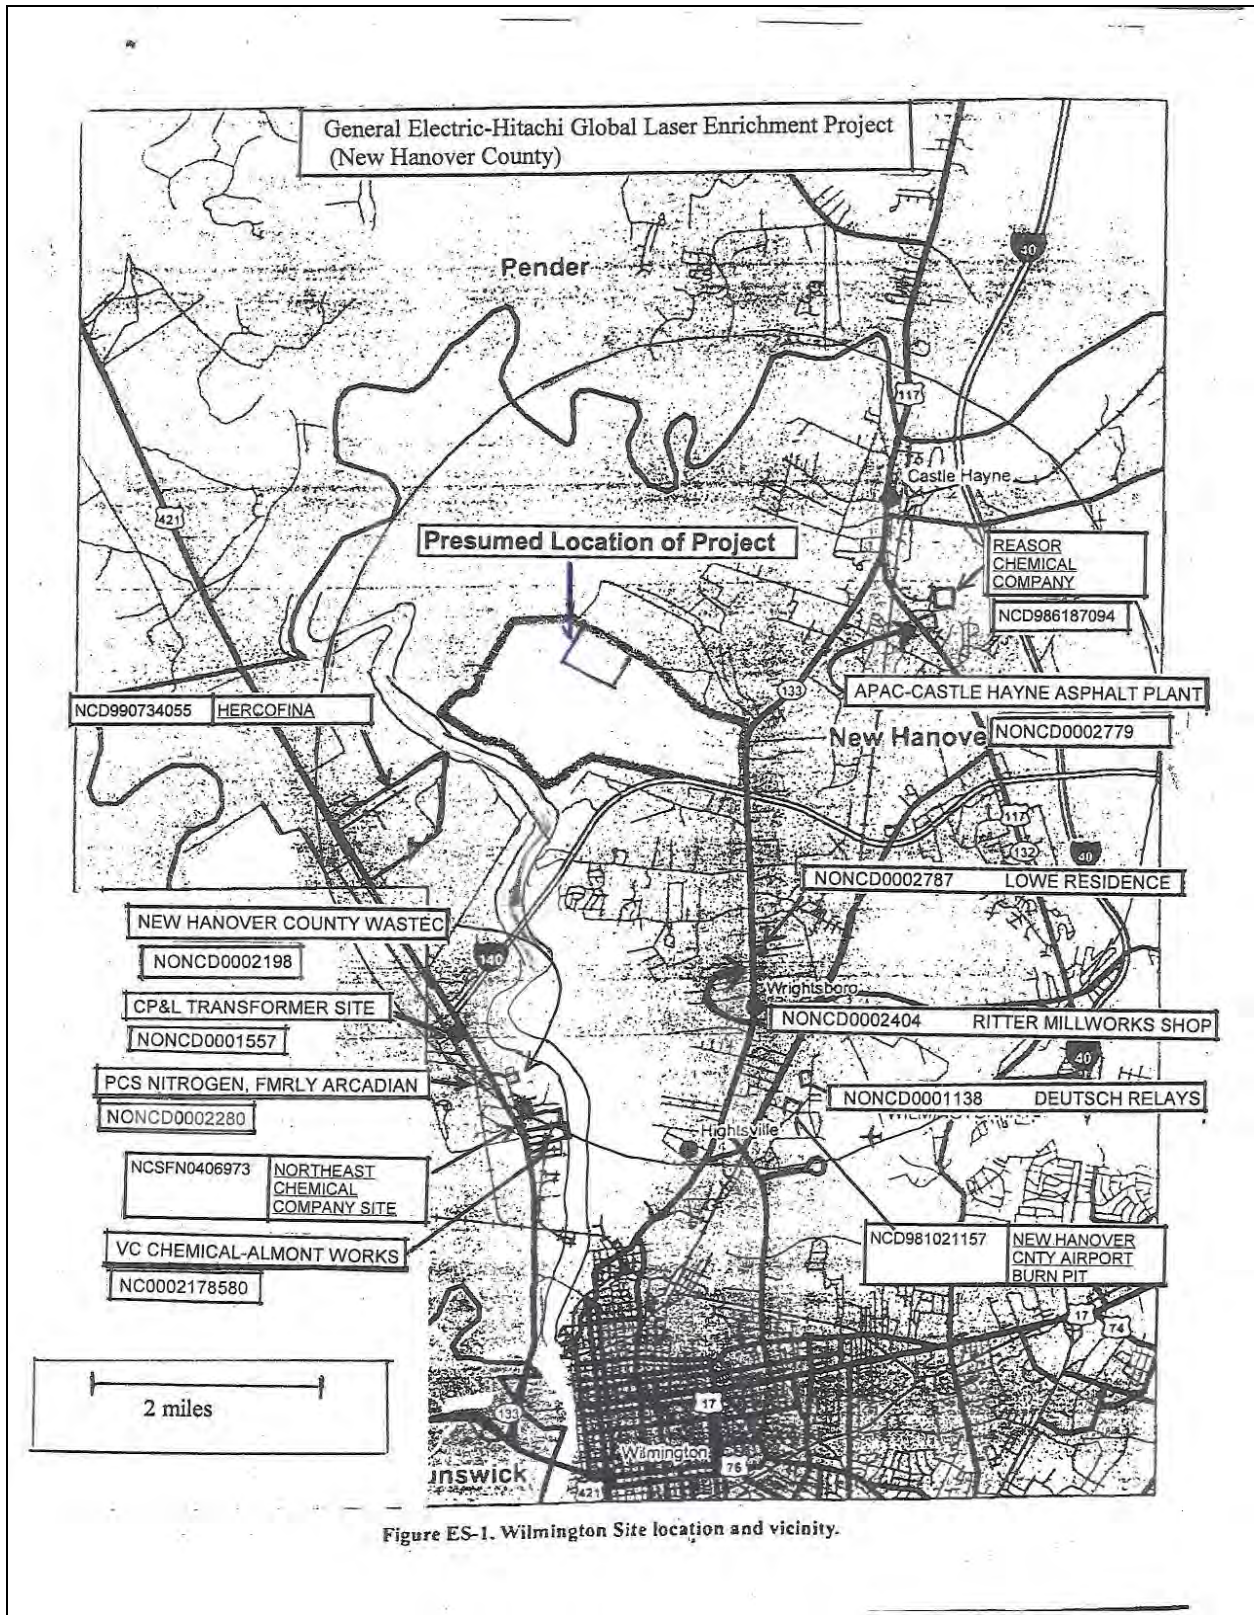 General Electric-Hitachi Global Laser Enrichment Project
(New Hanover County)
40
Pender
117
Castle Hayne
421
Presumed Location of Project
REASOR
CHEMICAL
COMPANY
NCD986187094
133
APAC-CASTLE HAYNE ASPHALT PLANT
NCD990734055 HERCOFINA
New Hanove
NONCD0002779
117
132
40
NONCD0002787 LOWE RESIDENCE
NEW HANOVER COUNTY WASTEC
NONCD0002198
140
Wrightsboro
CP&L TRANSFORMER SITE
NONCD0001557
NONCD0002404 RITTER MILLWORKS SHOP
40
PCS NITROGEN, FMRLY ARCADIAN
NONCD0002280
NONCD0001138 DEUTSCH RELAYS
Hightsville
NCSFN0406973 NORTHEAST
CHEMICAL
COMPANY SITE
VC CHEMICAL-ALMONT WORKS
NC0002178580
NCD981021157 NEW HANOVER
CNTY AIRPORT
BURN PIT
17
74
2 miles
17
133
Wilmington
76
unswick
421
Figure ES-1. Wilmington Site location and vicinity.